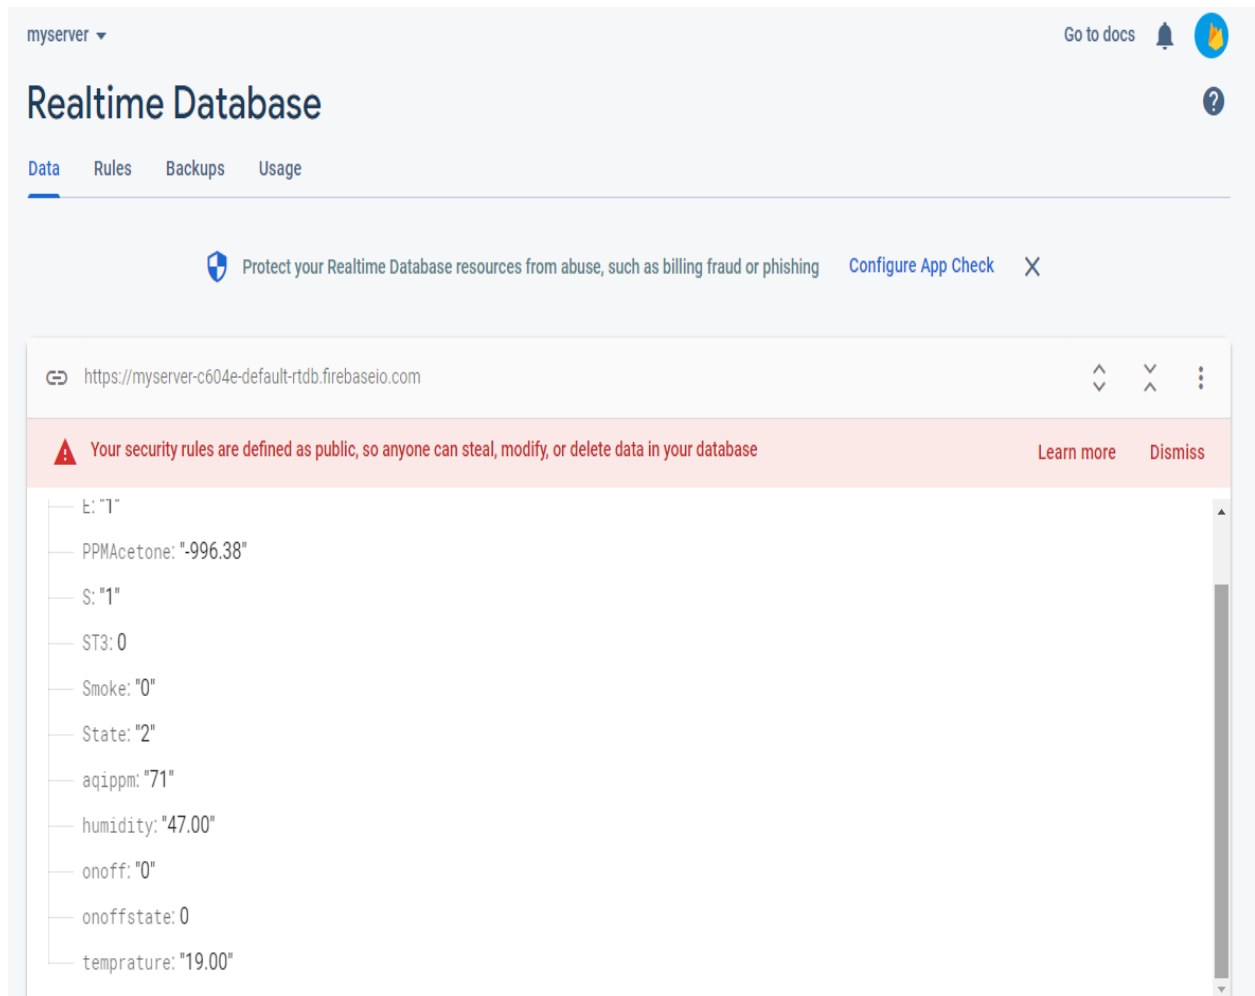 myserver
Go to docs
Realtime Database
Data Rules Backups Usage
Protect your Realtime Database resources from abuse, such as billing fraud or phishing Configure App Check
https://myserver-c604e-default-rtdb.firebaseio.com
Your security rules are defined as public, so anyone can steal, modify, or delete data in your database Learn more Dismiss
E: "1"
PPMAcetone: "-996.38"
S: "1"
ST3: 0
Smoke: "0"
State: "2"
aqippm: "71"
humidity: "47.00"
onoff: "0"
onoffstate: 0
temprature: "19.00"